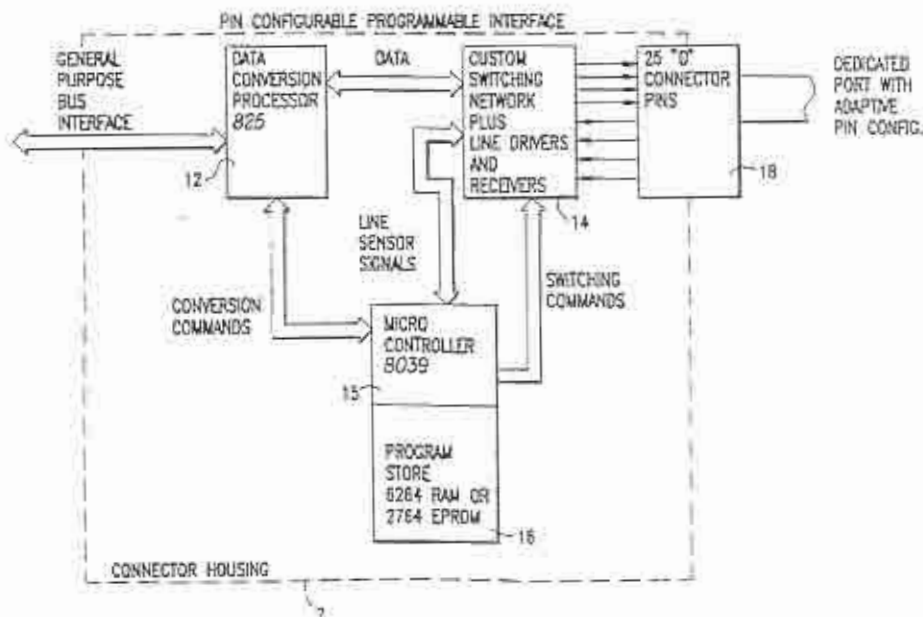 PIN CONFIGURABLE PROGRAMMABLE INTERFACE
GENERAL
PURPOSE
BUS
INTERFACE
DATA
CONVERSION
PROCESSOR
825
12
DATA
CUSTOM
SWITCHING
NETWORK
PLUS
LINE DRIVERS
AND
RECEIVERS
14
25 "D"
CONNECTOR
PINS
18
DEDICATED
PORT WITH
ADAPTIVE
PIN CONFIG.
LINE
SENSOR
SIGNALS
SWITCHING
COMMANDS
CONVERSION
COMMANDS
MICRO
CONTROLLER
8039
15
PROGRAM
STORE
6264 RAM OR
2764 EPROM
16
CONNECTOR HOUSING